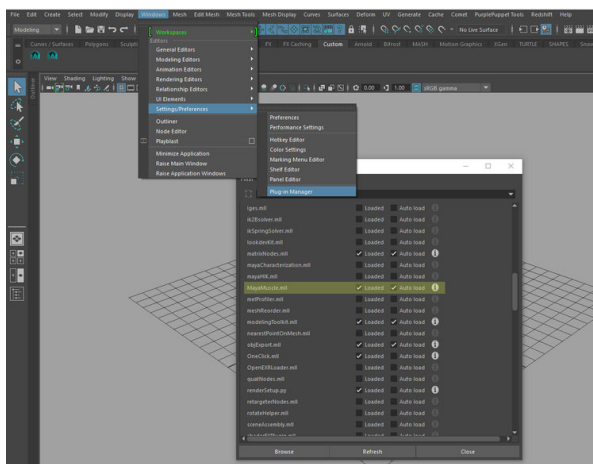 File Edit Create Select Modify Display Windows Mesh Edit Mesh Mesh Tools Mesh Display Curves Surfaces Deform UV Generate Cache Comet PurplePuppet Tools Redshift Help
Modeling No Live Surface
Curves / Surfaces Polygons Sculpti FX FX Caching Custom Arnold Bifrost MASH Motion Graphics XGen TURTLE SHAPES
View Shading Lighting Show
0.00 1.00 sRGB gamma
Outliner
Workspaces
Editors
General Editors
Modeling Editors
Animation Editors
Rendering Editors
Relationship Editors
UI Elements
Settings/Preferences
Outliner
Node Editor
Playblast
Minimize Application
Raise Main Window
Raise Application Windows
Preferences
Performance Settings
Hotkey Editor
Color Settings
Marking Menu Editor
Shelf Editor
Panel Editor
Plug-in Manager
iges.mll Loaded Auto load
ik2Bsolver.mll Loaded Auto load
ikSpringSolver.mll Loaded Auto load
lookdevKit.mll Loaded Auto load
matrixNodes.mll Loaded Auto load
mayaCharacterization.mll Loaded Auto load
mayaHIK.mll Loaded Auto load
MayaMuscle.mll Loaded Auto load
melProfiler.mll Loaded Auto load
meshReorder.mll Loaded Auto load
modelingToolkit.mll Loaded Auto load
nearestPointOnMesh.mll Loaded Auto load
objExport.mll Loaded Auto load
OneClick.mll Loaded Auto load
OpenEXRLoader.mll Loaded Auto load
quatNodes.mll Loaded Auto load
renderSetup.py Loaded Auto load
retargeterNodes.mll Loaded Auto load
rotateHelper.mll Loaded Auto load
sceneAssembly.mll Loaded Auto load
Browse Refresh Close